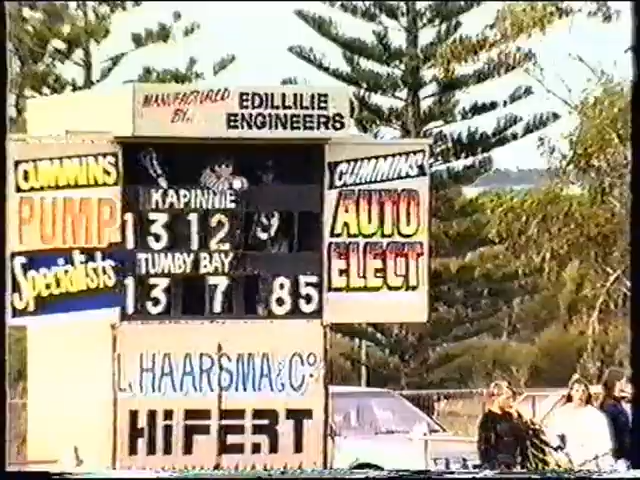 MANUFACTURED BY..
EDILLILIE
ENGINEERS
CUMMINS
PUMP
Specialists
KAPINNIE
13 12 9
TUMBY BAY
13 7 85
CUMMINS
AUTO
ELECT
L. HAARSMA & Co
HIFERT